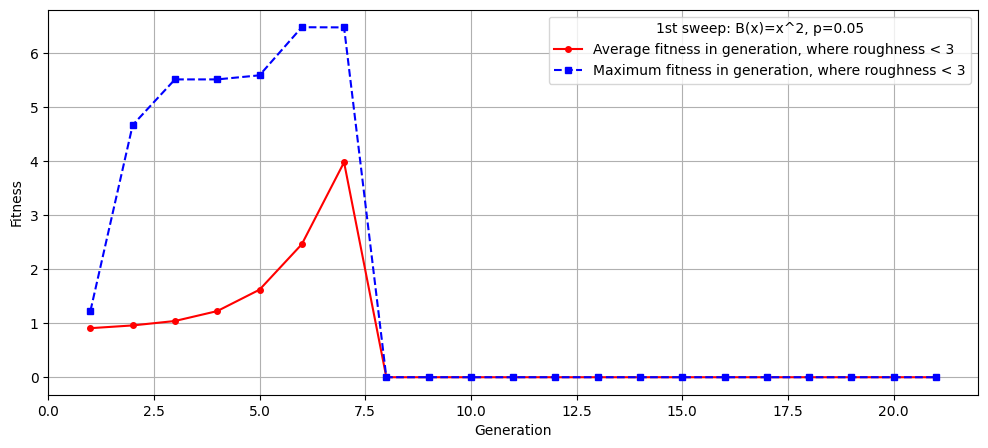 1st sweep: B(x)=x^2, p=0.05
Average fitness in generation, where roughness < 3
Maximum fitness in generation, where roughness < 3
6
5
4
3
2
1
0
Fitness
0.0 2.5 5.0 7.5 10.0 12.5 15.0 17.5 20.0
Generation